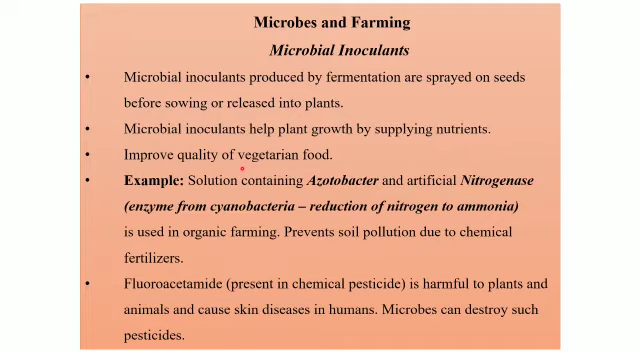 Microbes and Farming
Microbial Inoculants
• Microbial inoculants produced by fermentation are sprayed on seeds
before sowing or released into plants.
• Microbial inoculants help plant growth by supplying nutrients.
• Improve quality of vegetarian food.
• Example: Solution containing Azotobacter and artificial Nitrogenase
(enzyme from cyanobacteria – reduction of nitrogen to ammonia)
is used in organic farming. Prevents soil pollution due to chemical
fertilizers.
• Fluoroacetamide (present in chemical pesticide) is harmful to plants and
animals and cause skin diseases in humans. Microbes can destroy such
pesticides.